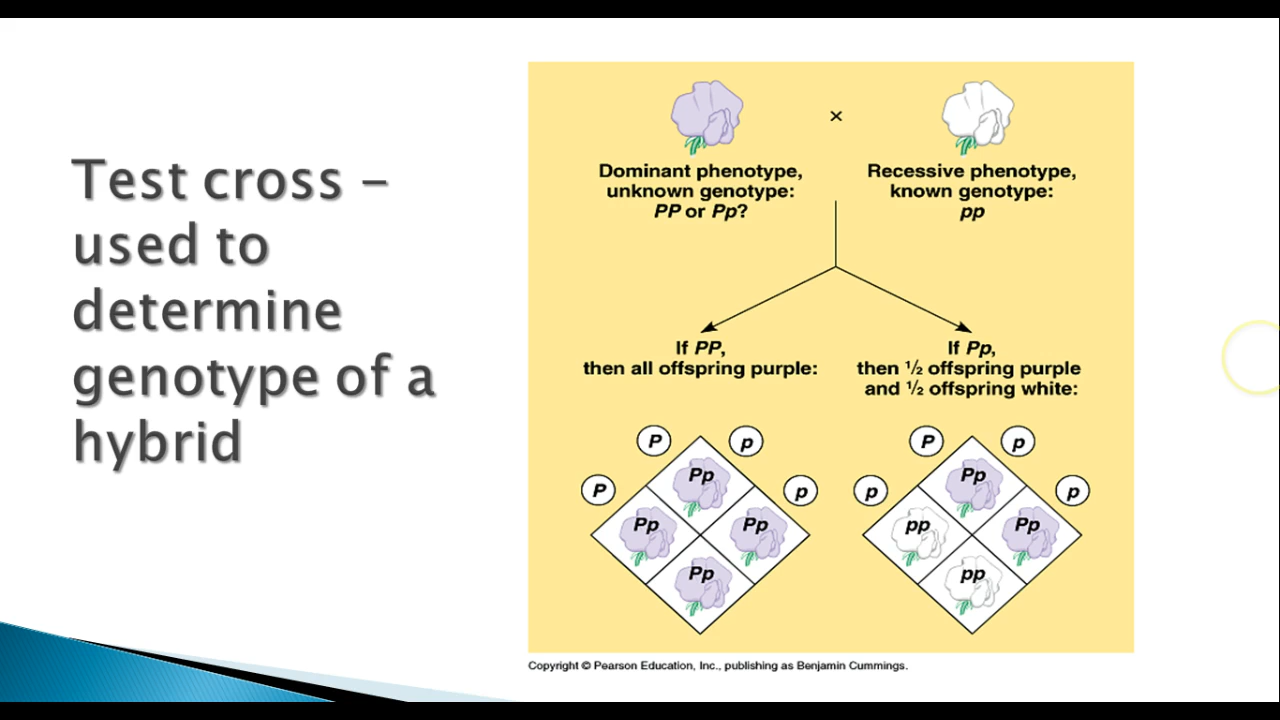 Test cross –
used to
determine
genotype of a
hybrid
×
Dominant phenotype,
unknown genotype:
PP or Pp?
Recessive phenotype,
known genotype:
pp
If PP,
then all offspring purple:
If Pp,
then ½ offspring purple
and ½ offspring white:
P
p
P
p
Pp
Pp
Pp
Pp
P
p
p
p
Pp
pp
Pp
pp
Copyright © Pearson Education, Inc., publishing as Benjamin Cummings.